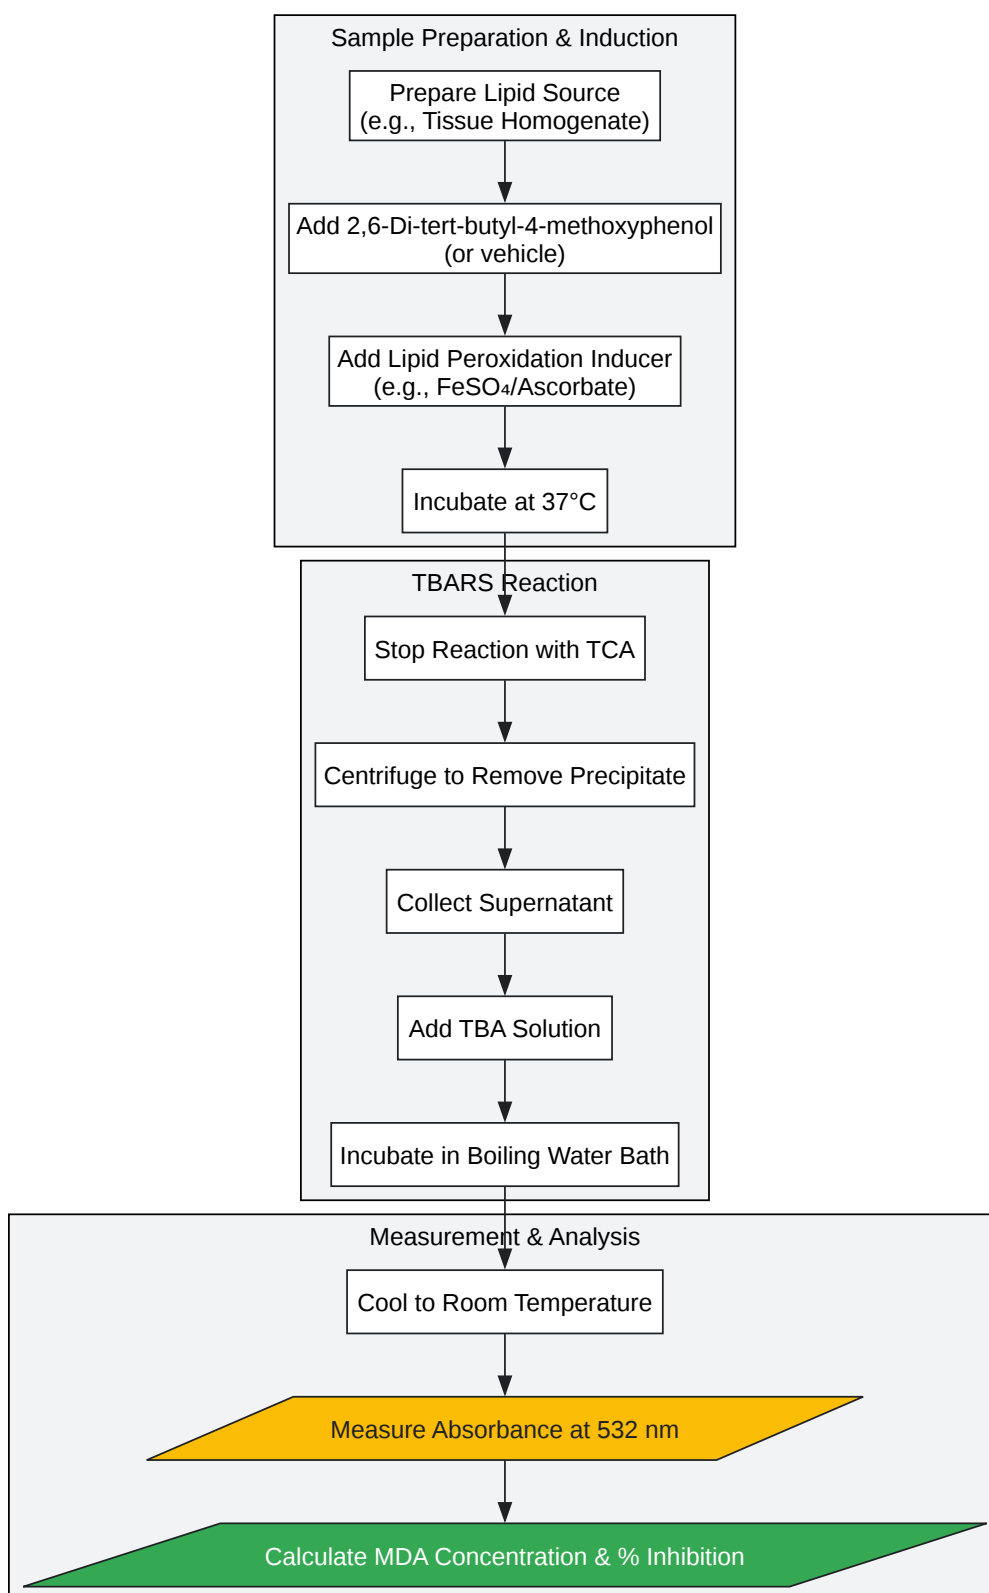 Sample Preparation & Induction
Prepare Lipid Source
(e.g., Tissue Homogenate)
Add 2,6-Di-tert-butyl-4-methoxyphenol
(or vehicle)
Add Lipid Peroxidation Inducer
(e.g., FeSO₄/Ascorbate)
Incubate at 37°C
TBARS Reaction
Stop Reaction with TCA
Centrifuge to Remove Precipitate
Collect Supernatant
Add TBA Solution
Incubate in Boiling Water Bath
Measurement & Analysis
Cool to Room Temperature
Measure Absorbance at 532 nm
Calculate MDA Concentration & % Inhibition